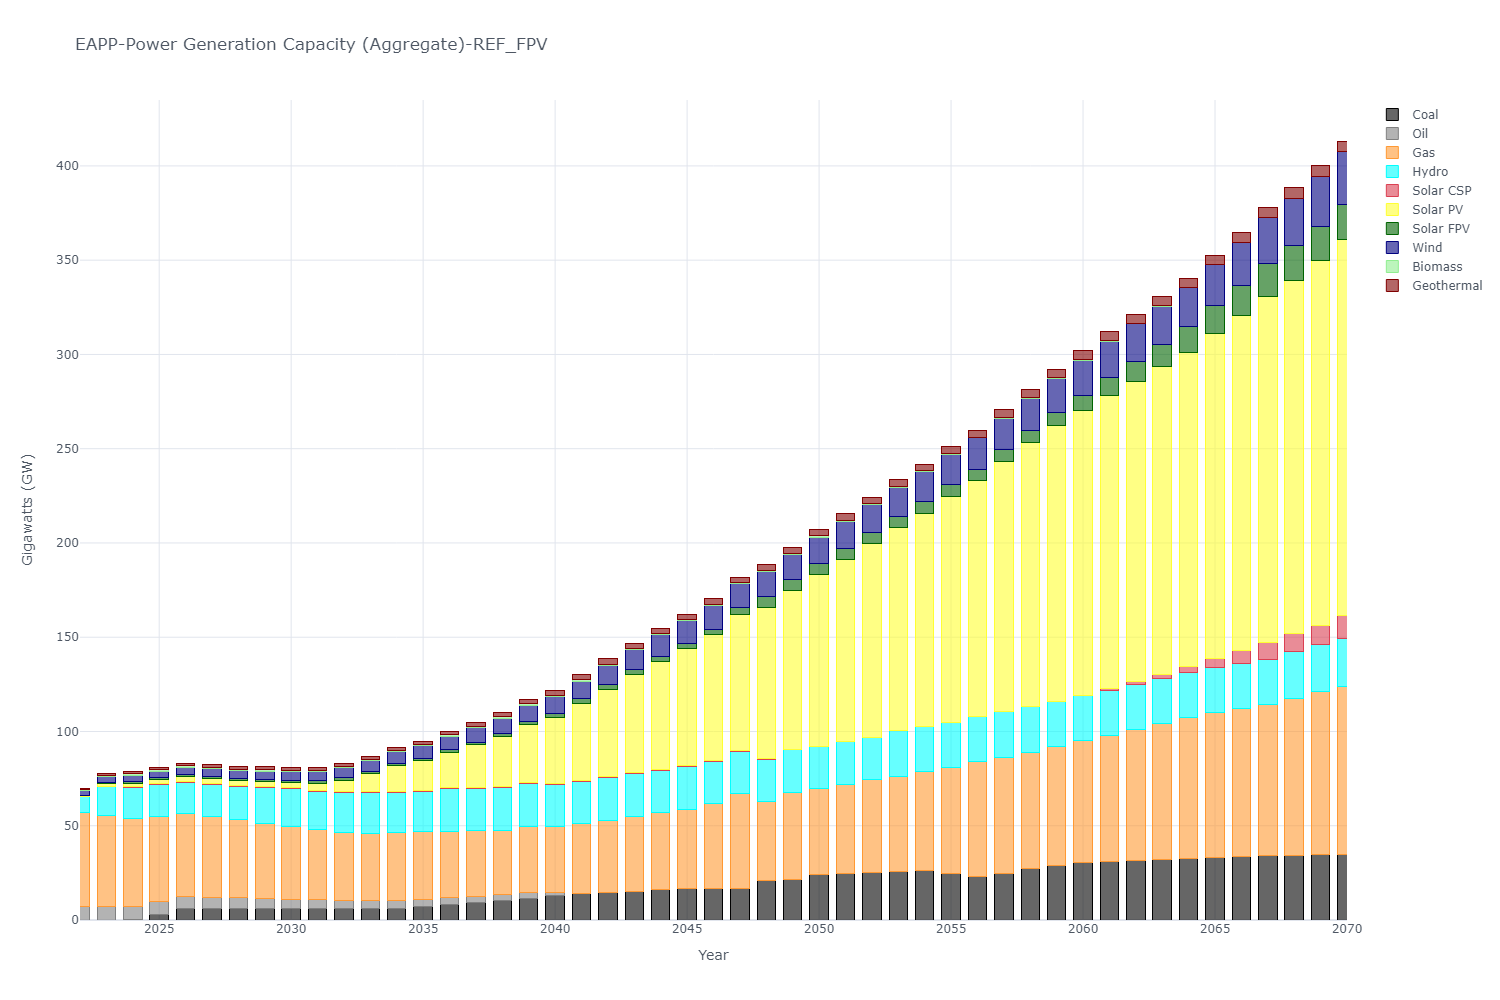 EAPP-Power Generation Capacity (Aggregate)-REF_FPV
Coal
Oil
Gas
Hydro
Solar CSP
Solar PV
Solar FPV
Wind
Biomass
Geothermal
400
350
300
250
200
150
100
50
0
Gigawatts (GW)
2025
2030
2035
2040
2045
2050
2055
2060
2065
2070
Year